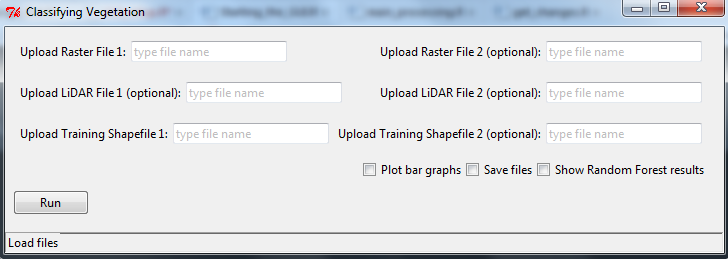 Classifying Vegetation
Upload Raster File 1: type file name Upload Raster File 2 (optional): type file name
Upload LiDAR File 1 (optional): type file name Upload LiDAR File 2 (optional): type file name
Upload Training Shapefile 1: type file name Upload Training Shapefile 2 (optional): type file name
Plot bar graphs Save files Show Random Forest results
Run
Load files